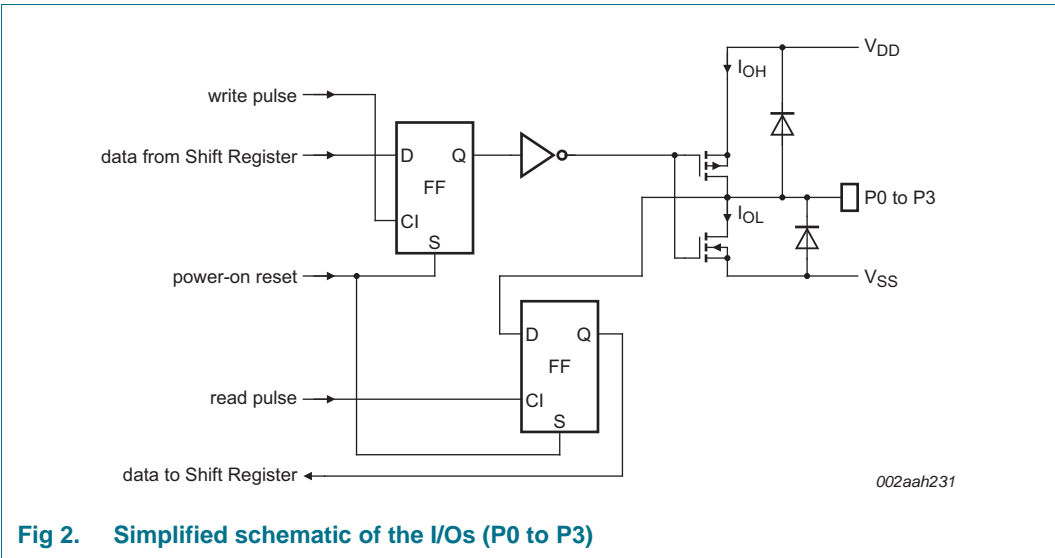 VDD
IOH
write pulse
data from Shift Register
D
Q
FF
CI
S
P0 to P3
IOL
power-on reset
VSS
D
Q
FF
CI
S
read pulse
data to Shift Register
002aah231
Fig 2. Simplified schematic of the I/Os (P0 to P3)